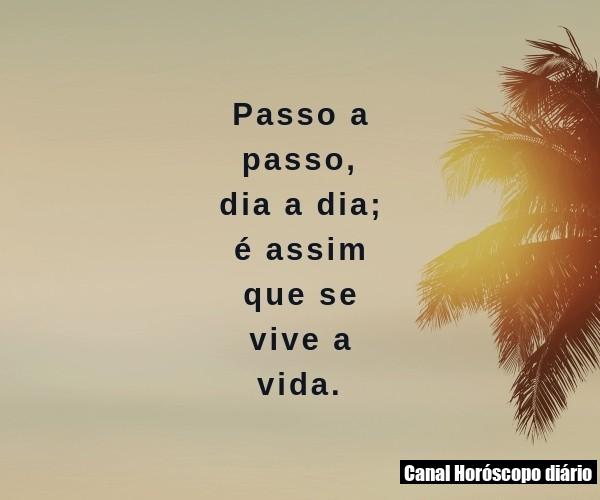 Passo a
passo,
dia a dia;
é assim
que se
vive a
vida.
Canal Horóscopo diário